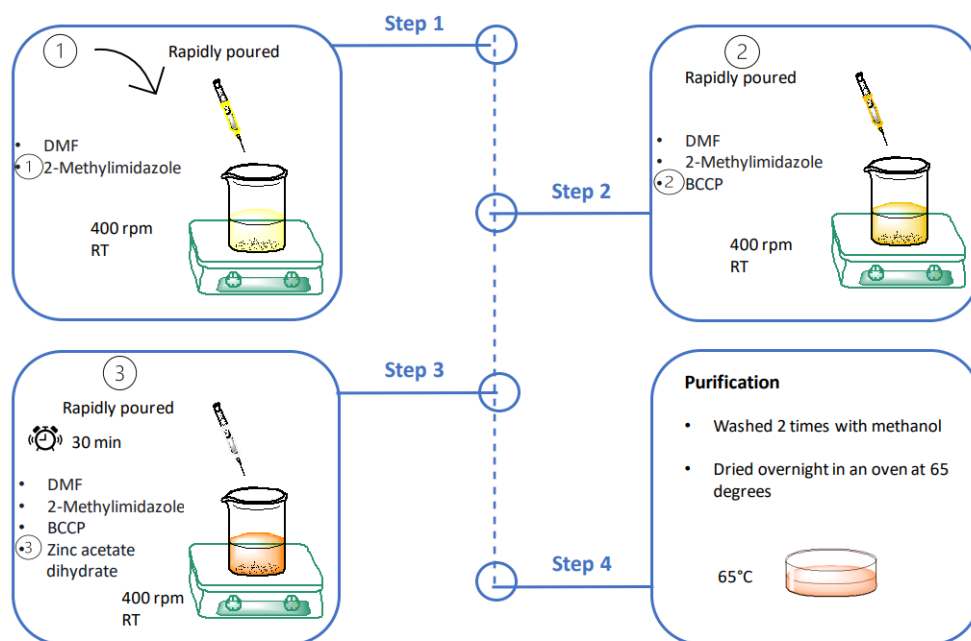 Step 1
1
Rapidly poured
• DMF
• 1 2-Methylimidazole
400 rpm
RT
Step 2
2
Rapidly poured
• DMF
• 2-Methylimidazole
• 2 BCCP
400 rpm
RT
Step 3
3
Rapidly poured
30 min
• DMF
• 2-Methylimidazole
• BCCP
• 3 Zinc acetate
dihydrate
400 rpm
RT
Step 4
Purification
• Washed 2 times with methanol
• Dried overnight in an oven at 65
degrees
65°C